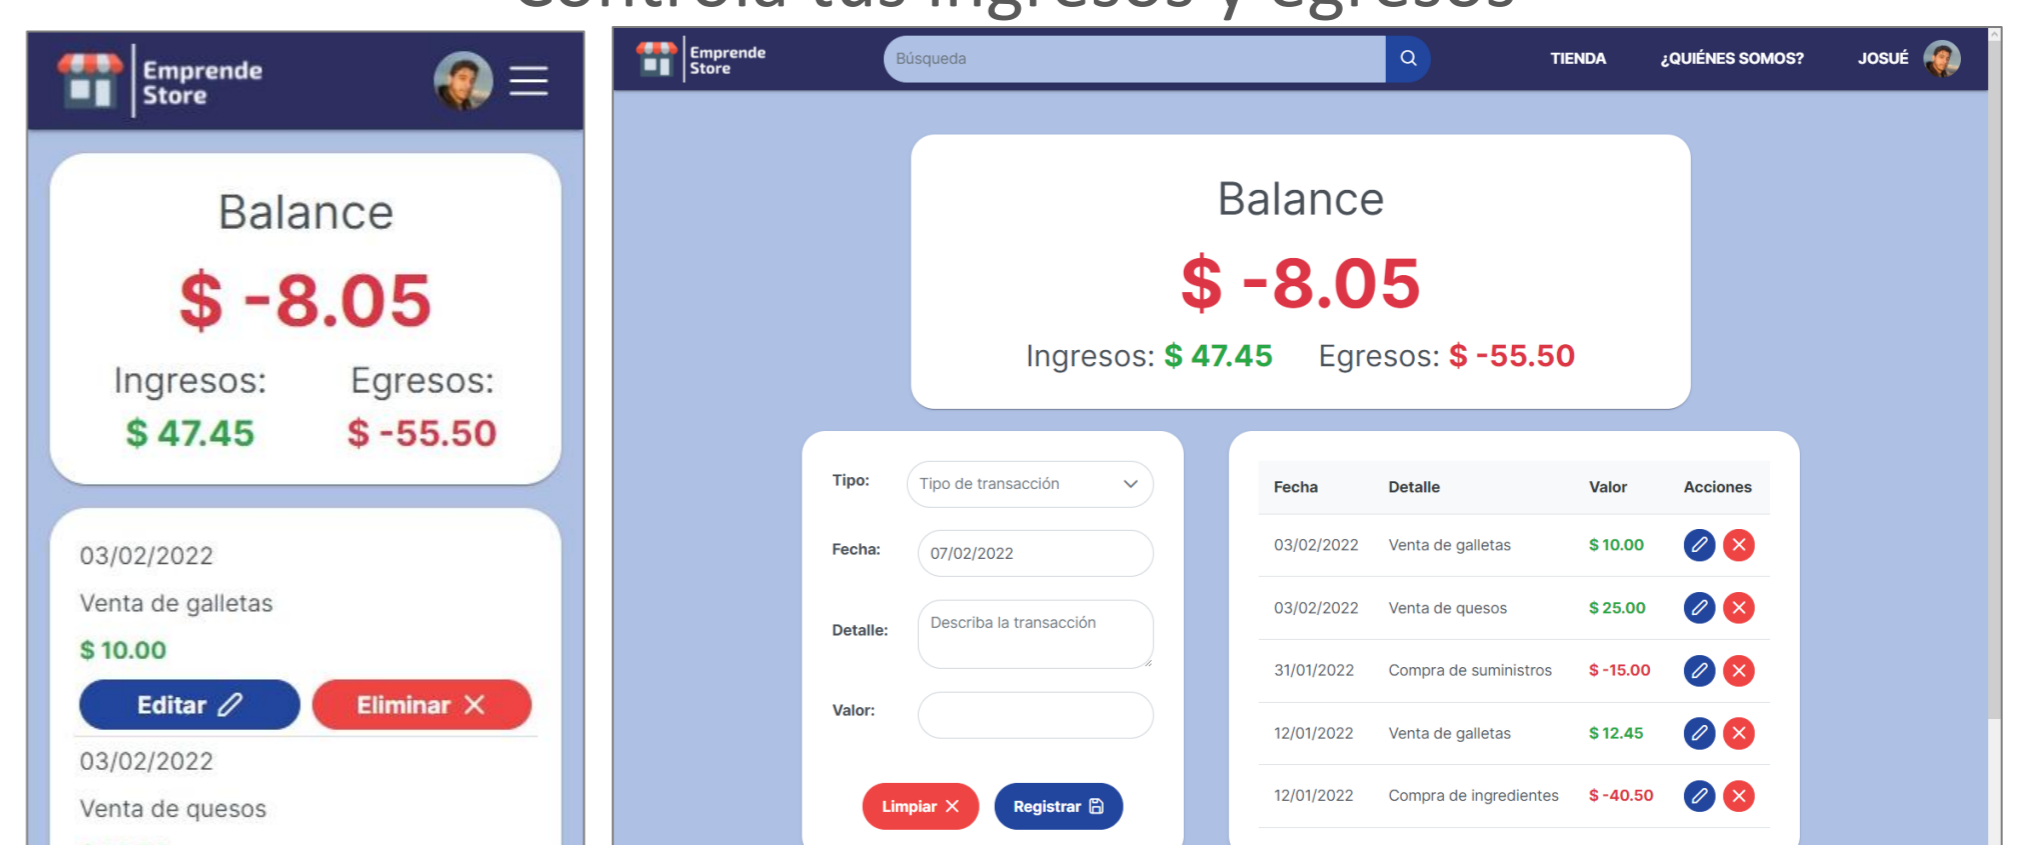 Controla tus ingresos y egresos
Emprende
Store
Balance
$ -8.05
Ingresos: Egresos:
$ 47.45 $ -55.50
03/02/2022
Venta de galletas
$ 10.00
Editar Eliminar
03/02/2022
Venta de quesos
Emprende
Store
Búsqueda
TIENDA ¿QUIÉNES SOMOS? JOSUÉ
Balance
$ -8.05
Ingresos: $ 47.45 Egresos: $ -55.50
Tipo: Tipo de transacción
Fecha: 07/02/2022
Detalle: Describa la transacción
Valor:
Limpiar Registrar
Fecha Detalle Valor Acciones
03/02/2022 Venta de galletas $ 10.00
03/02/2022 Venta de quesos $ 25.00
31/01/2022 Compra de suministros $ -15.00
12/01/2022 Venta de galletas $ 12.45
12/01/2022 Compra de ingredientes $ -40.50